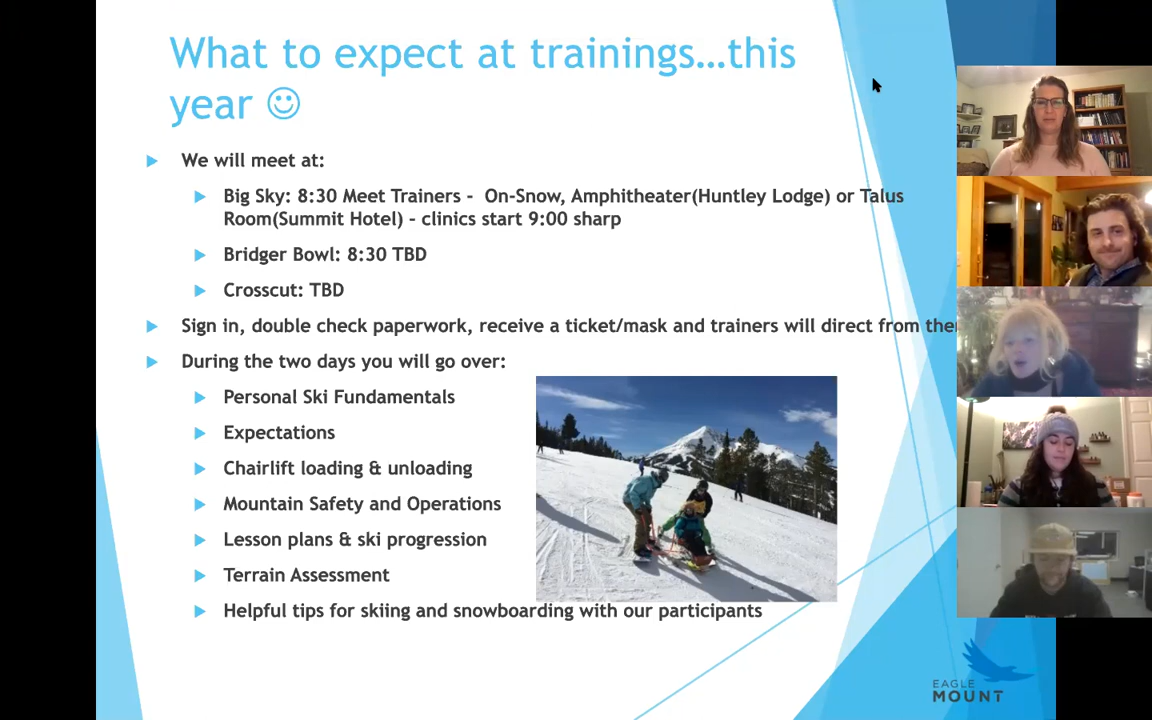 What to expect at trainings…this
year ☺
We will meet at:
Big Sky: 8:30 Meet Trainers - On-Snow, Amphitheater(Huntley Lodge) or Talus
Room(Summit Hotel) – clinics start 9:00 sharp
Bridger Bowl: 8:30 TBD
Crosscut: TBD
Sign in, double check paperwork, receive a ticket/mask and trainers will direct from
During the two days you will go over:
Personal Ski Fundamentals
Expectations
Chairlift loading & unloading
Mountain Safety and Operations
Lesson plans & ski progression
Terrain Assessment
Helpful tips for skiing and snowboarding with our participants
EAGLE
MOUNT